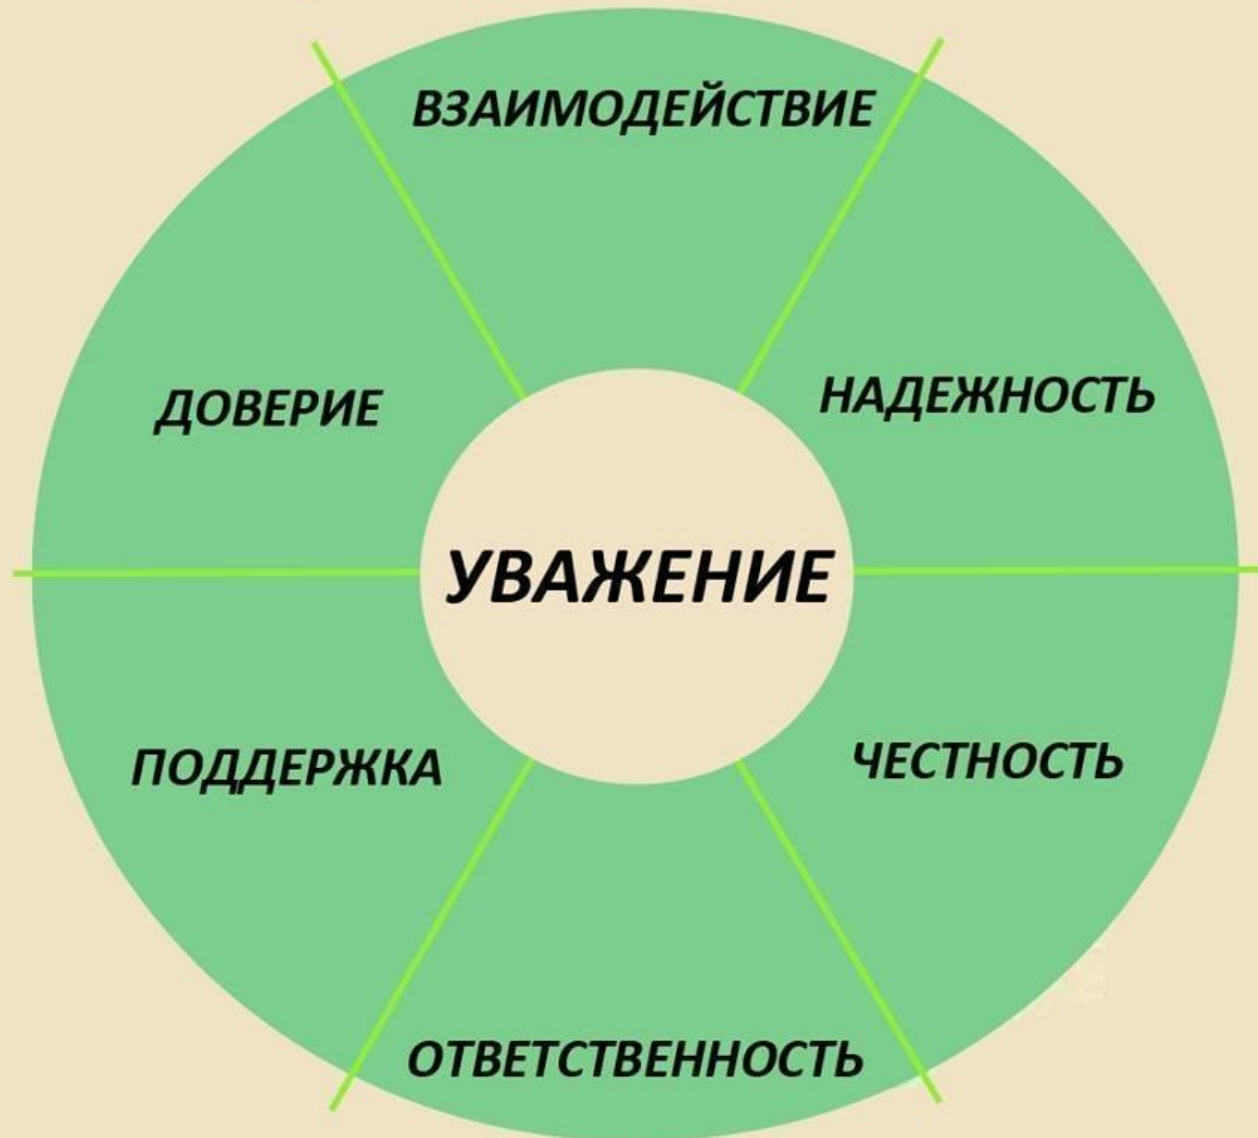 ВЗАИМОДЕЙСТВИЕ
ДОВЕРИЕ
НАДЕЖНОСТЬ
УВАЖЕНИЕ
ПОДДЕРЖКА
ЧЕСТНОСТЬ
ОТВЕТСТВЕННОСТЬ